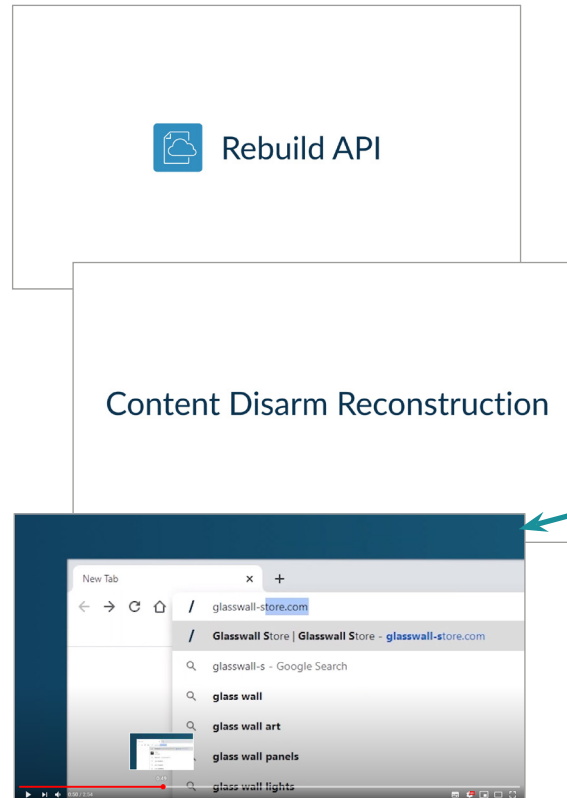 Rebuild API
Content Disarm Reconstruction
New Tab
glasswall-store.com
Glasswall Store | Glasswall Store - glasswall-store.com
glasswall-s - Google Search
glass wall
glass wall art
glass wall panels
glass wall lights